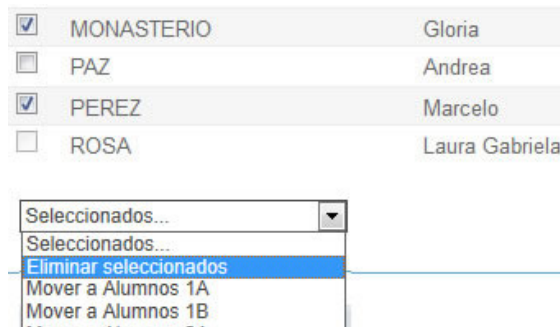 MONASTERIO Gloria
PAZ Andrea
PEREZ Marcelo
ROSA Laura Gabriela
Seleccionados...
Seleccionados...
Eliminar seleccionados
Mover a Alumnos 1A
Mover a Alumnos 1B